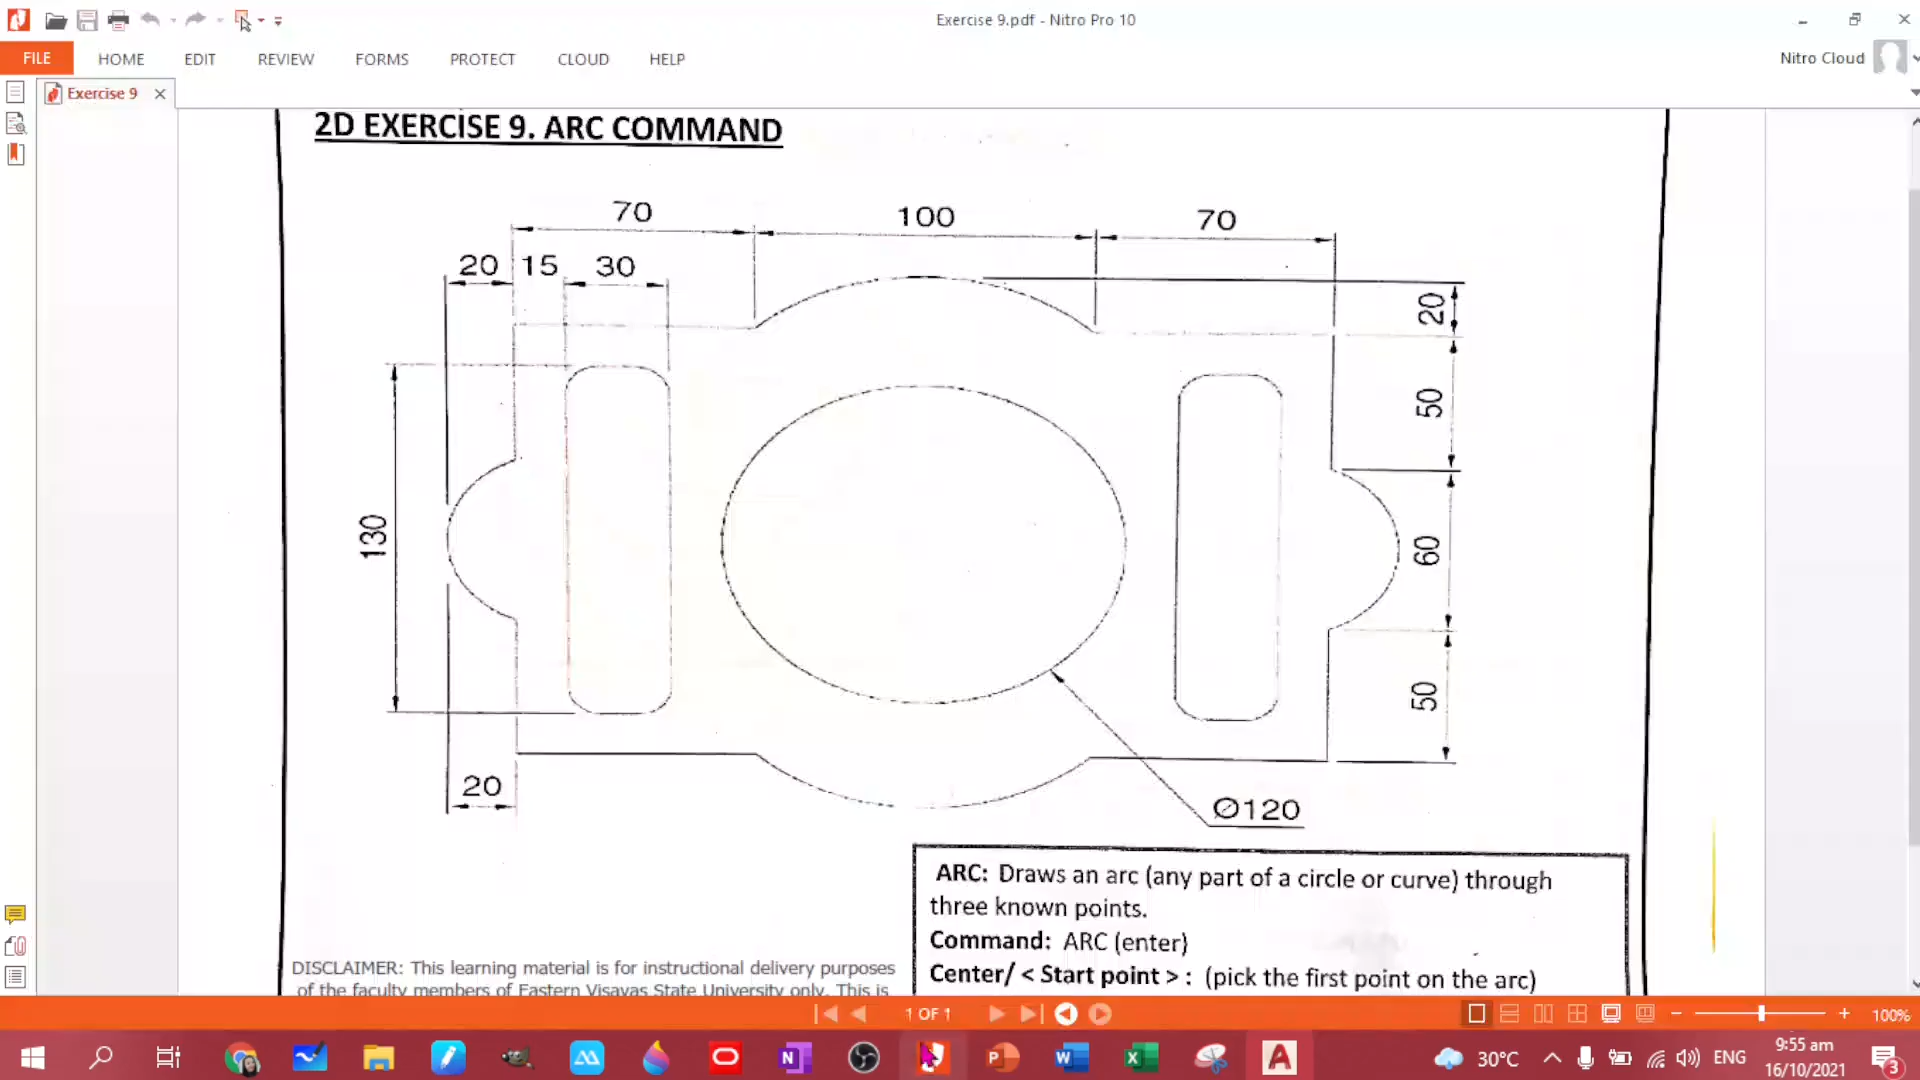 Exercise 9.pdf - Nitro Pro 10
FILE HOME EDIT REVIEW FORMS PROTECT CLOUD HELP
Nitro Cloud
Exercise 9
2D EXERCISE 9. ARC COMMAND
70 100 70
20 15 30
20
50
130
60
50
20
Ø120
ARC: Draws an arc (any part of a circle or curve) through
three known points.
Command: ARC (enter)
Center/ < Start point > : (pick the first point on the arc)
DISCLAIMER: This learning material is for instructional delivery purposes
of the faculty members of Eastern Visayas State University only. This is
1 OF 1
100%
30°C
ENG
9:55 am
16/10/2021
3